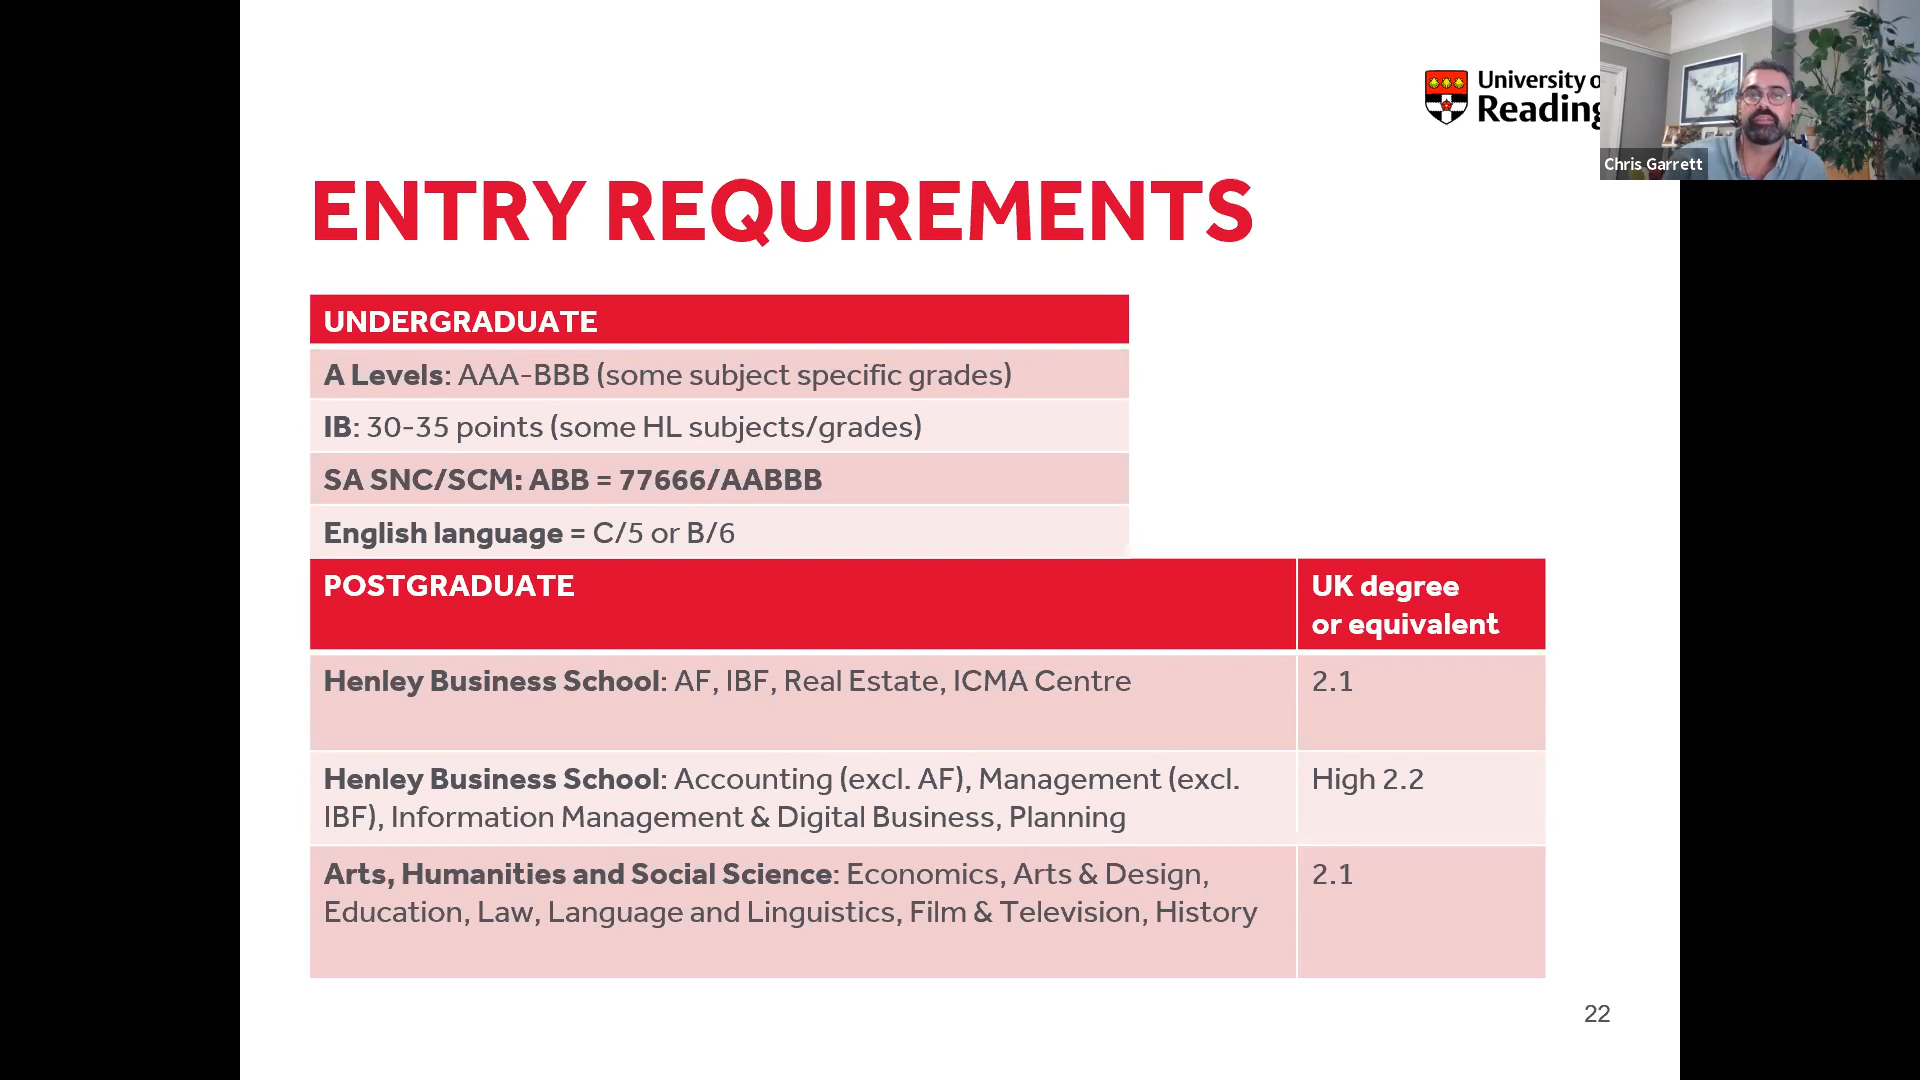 University o
Reading
Chris Garrett
ENTRY REQUIREMENTS
UNDERGRADUATE
A Levels: AAA-BBB (some subject specific grades)
IB: 30-35 points (some HL subjects/grades)
SA SNC/SCM: ABB = 77666/AABBB
English language = C/5 or B/6
POSTGRADUATE
UK degree
or equivalent
Henley Business School: AF, IBF, Real Estate, ICMA Centre
2.1
Henley Business School: Accounting (excl. AF), Management (excl.
IBF), Information Management & Digital Business, Planning
High 2.2
Arts, Humanities and Social Science: Economics, Arts & Design,
Education, Law, Language and Linguistics, Film & Television, History
2.1
22